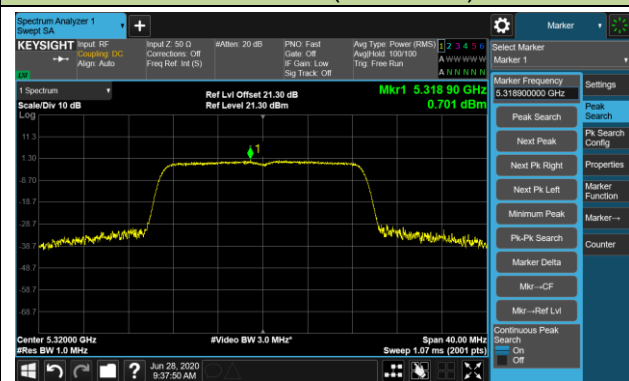 Spectrum Analyzer 1
Swept SA
Marker
KEYSIGHT
Input: RF
Coupling: DC
Align: Auto
Input Z: 50 Ω
Corrections: Off
Freq Ref: Int (S)
#Atten: 20 dB
PNO: Fast
Gate: Off
IF Gain: Low
Sig Track: Off
Avg Type: Power (RMS)
Avg|Hold: 100/100
Trig: Free Run
1 2 3 4 5 6
A W W W W W
A N N N N N
Select Marker
Marker 1
1 Spectrum
Scale/Div 10 dB
Log
Ref Lvl Offset 21.30 dB
Ref Level 21.30 dBm
Mkr1 5.318 90 GHz
0.701 dBm
11.3
1.30
-8.70
-18.7
-28.7
-38.7
-48.7
-58.7
-68.7
1
Center 5.32000 GHz
#Res BW 1.0 MHz
#Video BW 3.0 MHz*
Span 40.00 MHz
Sweep 1.07 ms (2001 pts)
Marker Frequency
5.318900000 GHz
Peak Search
Next Peak
Next Pk Right
Next Pk Left
Minimum Peak
Pk-Pk Search
Marker Delta
Mkr→CF
Mkr→Ref Lvl
Continuous Peak
Search
On
Off
Settings
Peak
Search
Pk Search
Config
Properties
Marker
Function
Marker→
Counter
Jun 28, 2020
9:37:50 AM